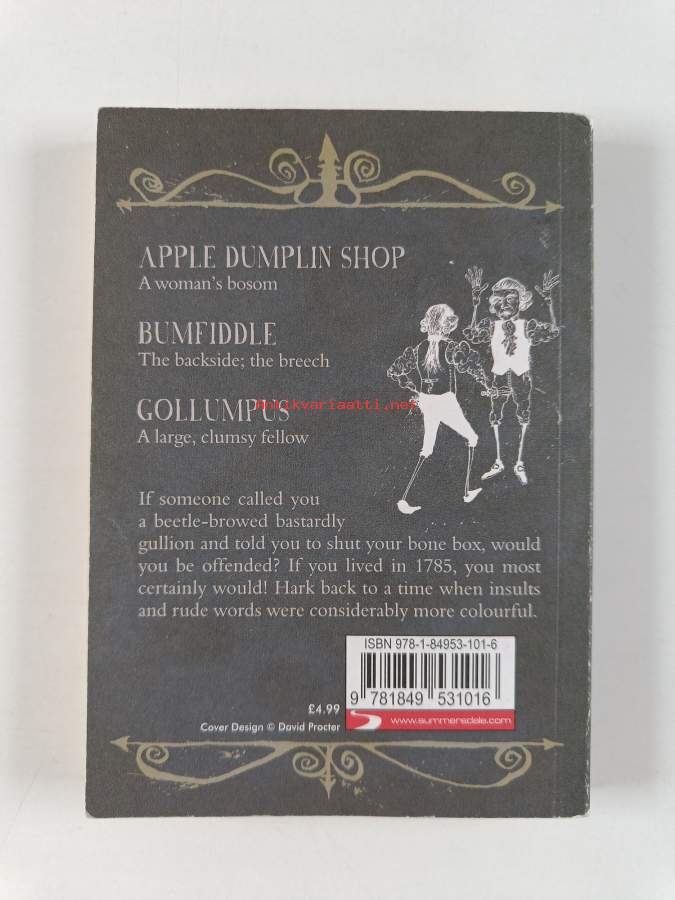 APPLE DUMPLIN SHOP
A woman's bosom
BUMFIDDLE
The backside; the breech
GOLLUMPUS
Antikvariaatti.net
A large, clumsy fellow
If someone called you
a beetle-browed bastardly
gullion and told you to shut your bone box, would
you be offended? If you lived in 1785, you most
certainly would! Hark back to a time when insults
and rude words were considerably more colourful.
ISBN 978-1-84953-101-6
9 781849 531016
£4.99
www.summersdale.com
Cover Design © David Procter